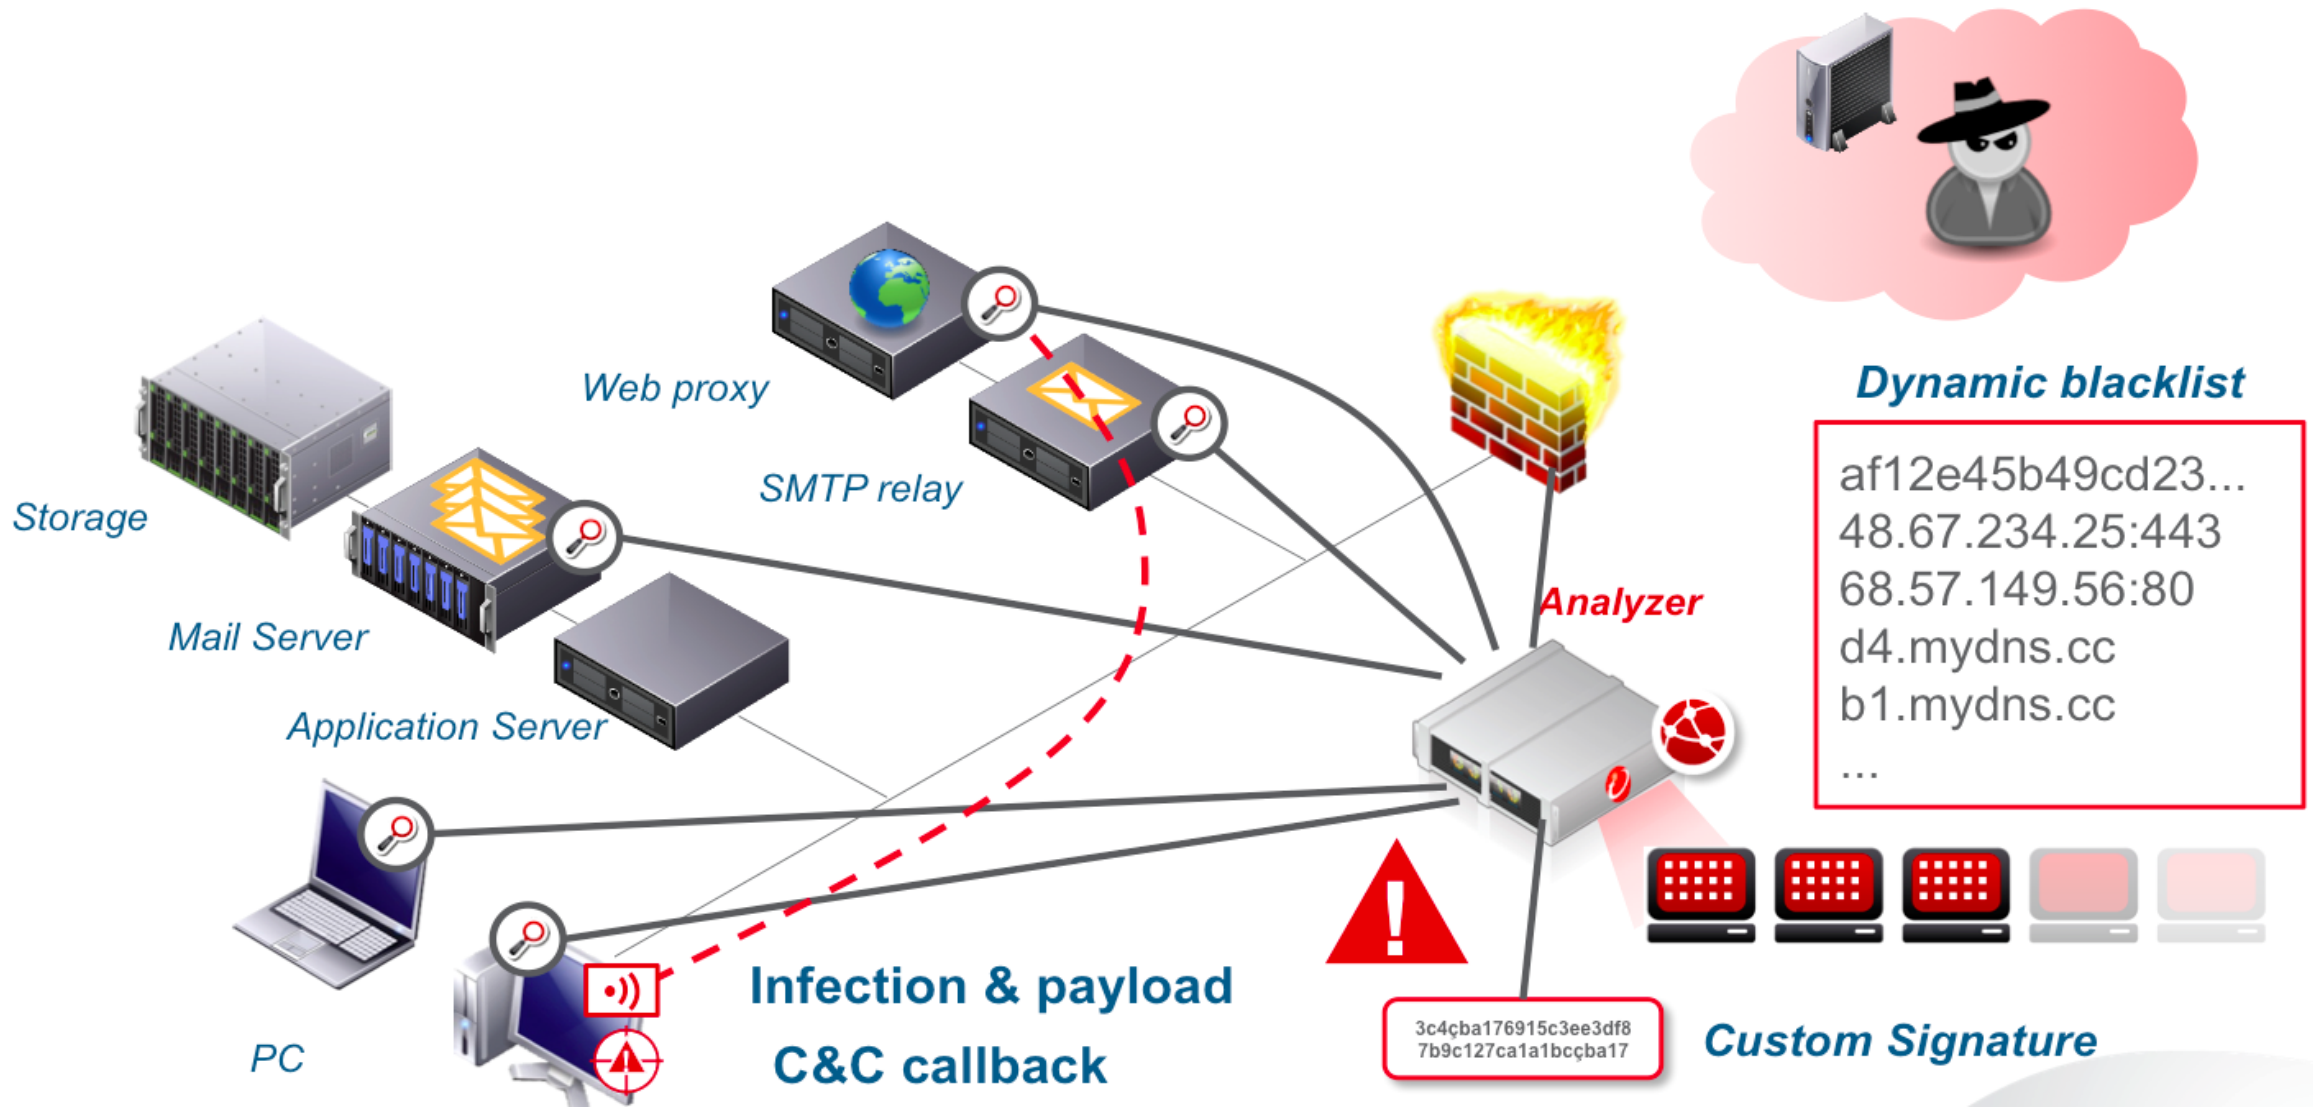 Dynamic blacklist
af12e45b49cd23...
48.67.234.25:443
68.57.149.56:80
d4.mydns.cc
b1.mydns.cc
...
Web proxy
SMTP relay
Storage
Mail Server
Application Server
Analyzer
PC
Infection & payload
C&C callback
3c4çba176915c3ee3df8
7b9c127ca1a1bcçba17
Custom Signature